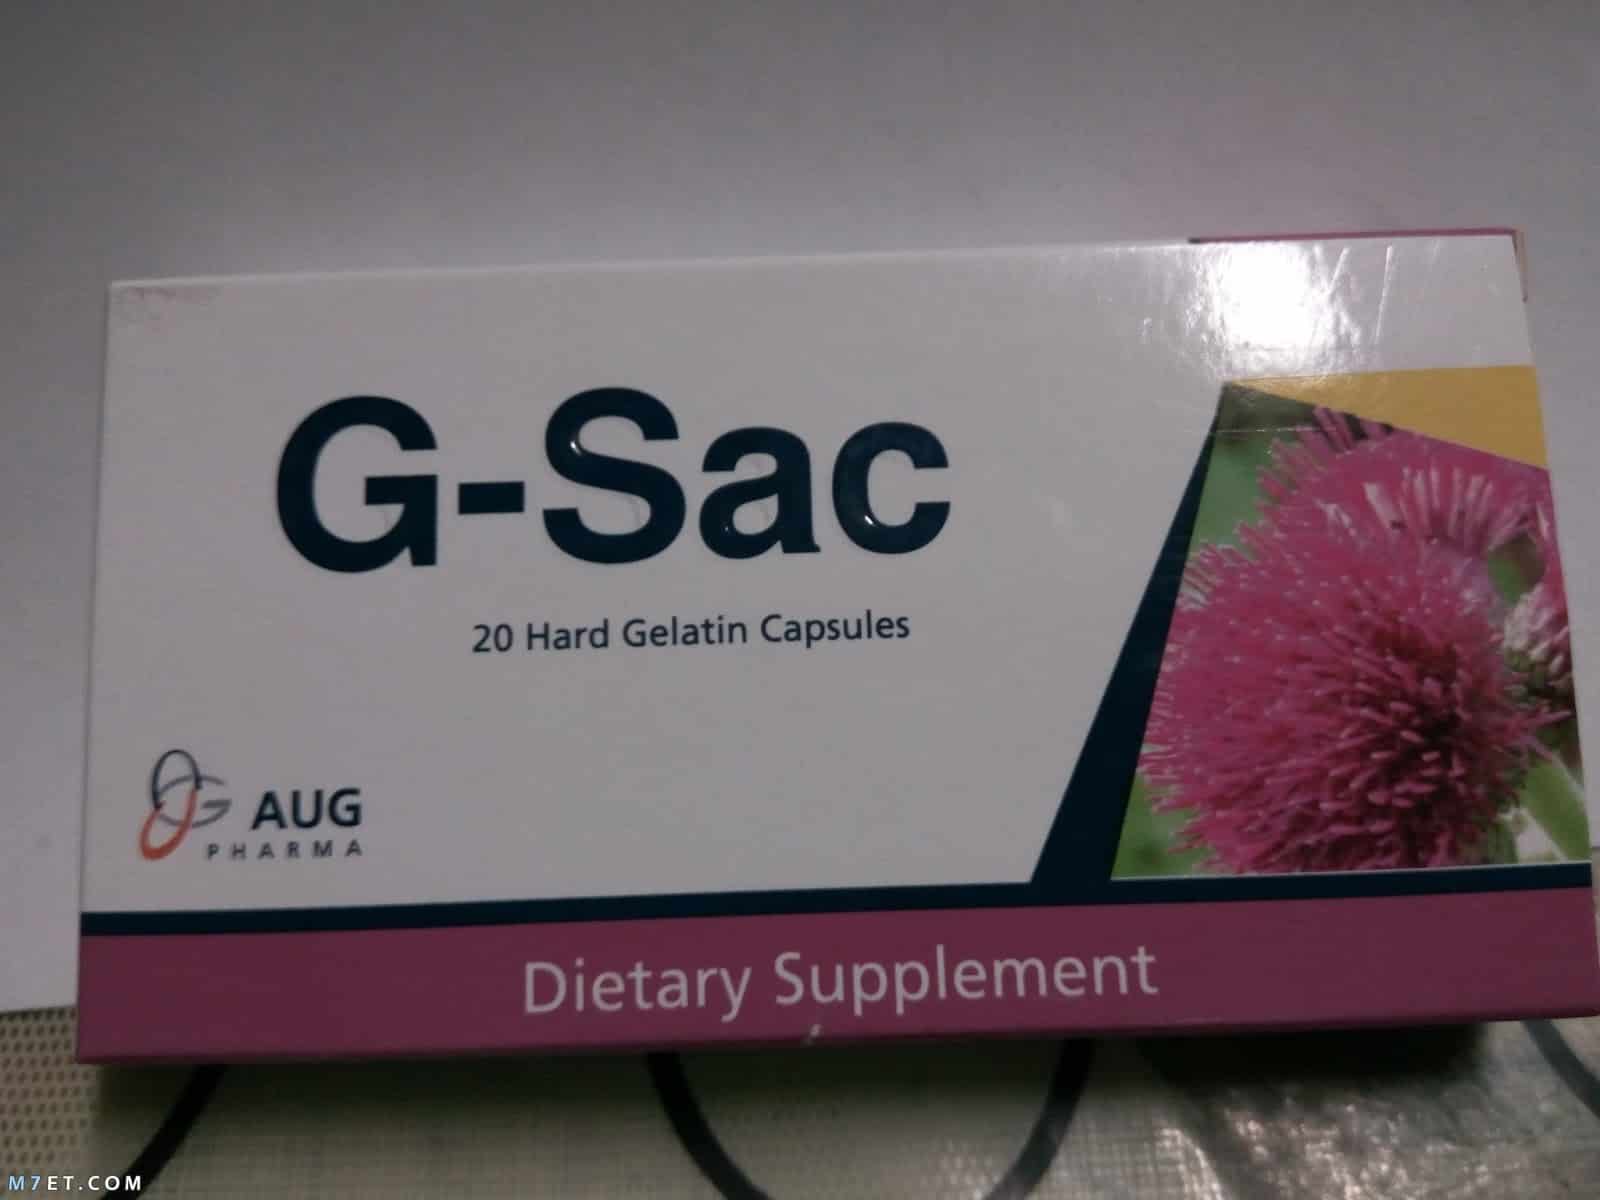 G-Sac
20 Hard Gelatin Capsules
AUG
PHARMA
Dietary Supplement
M7ET.COM